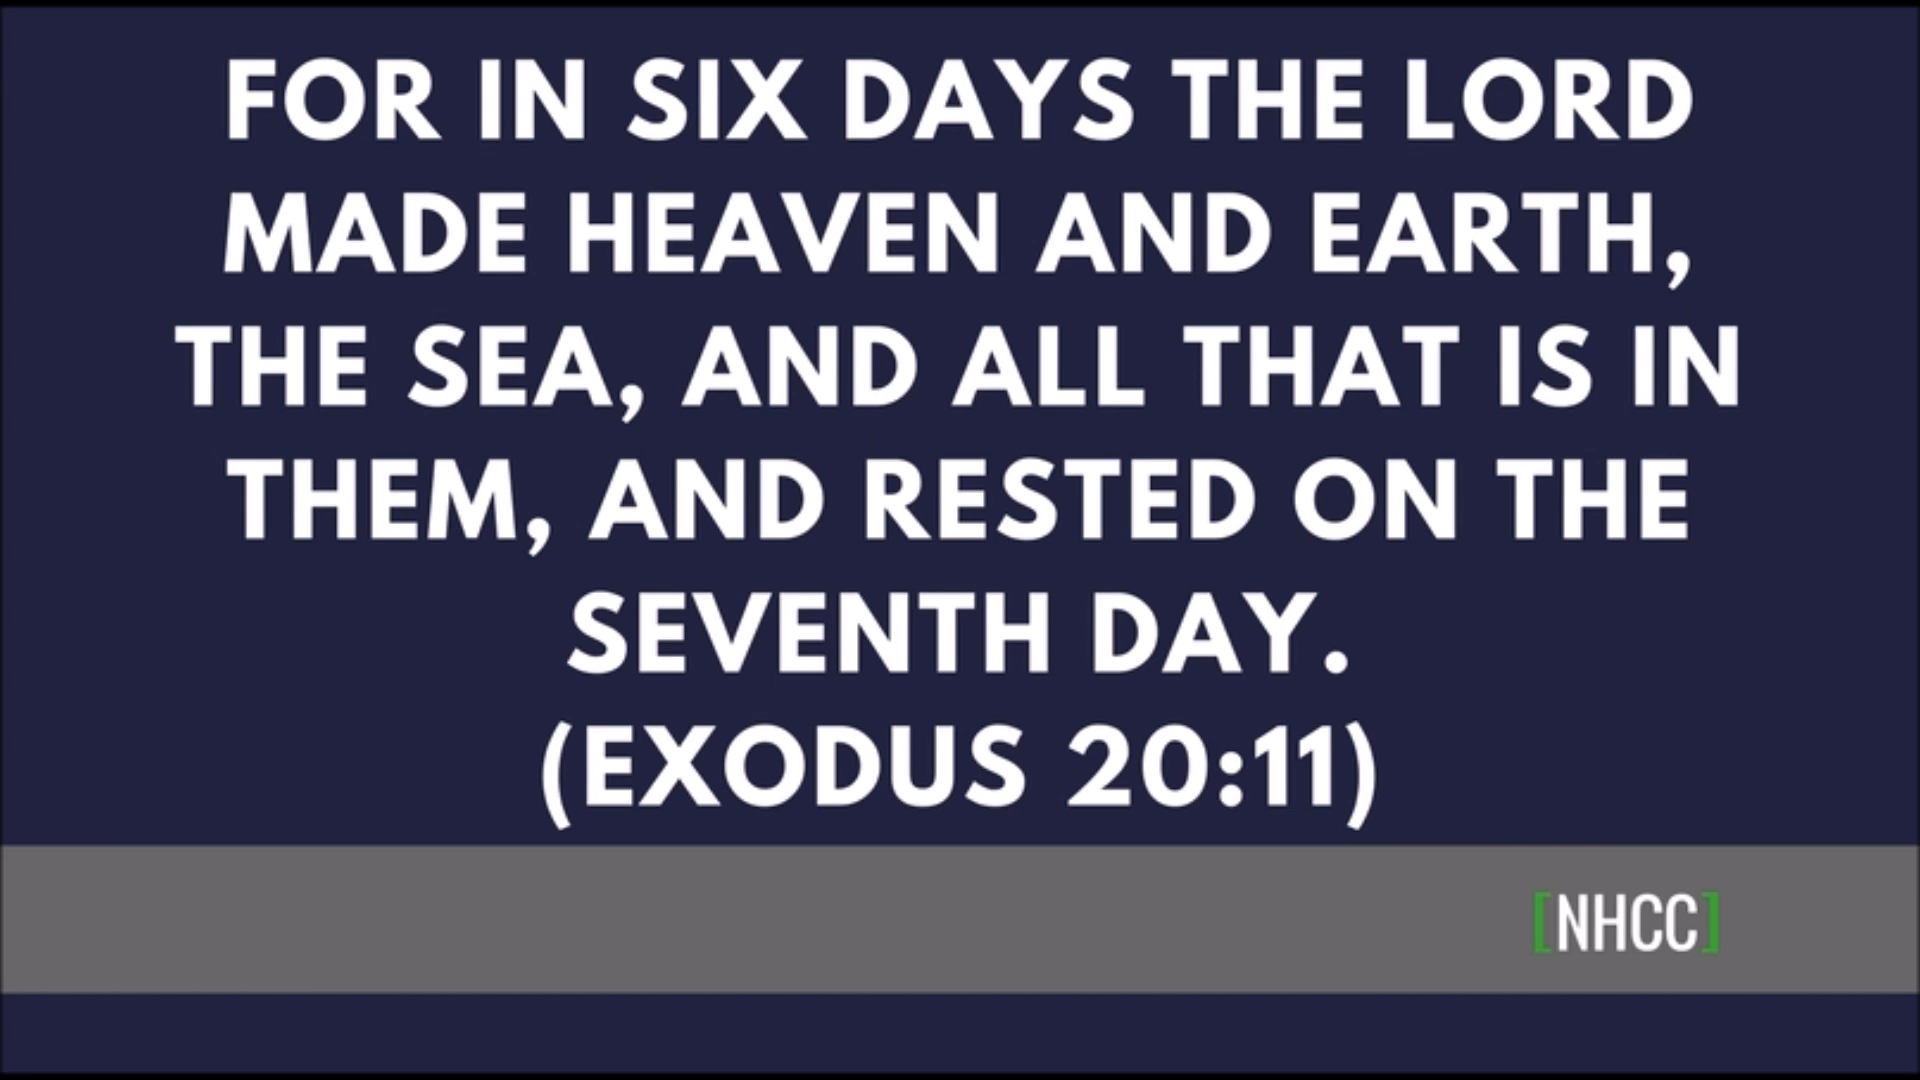 FOR IN SIX DAYS THE LORD
MADE HEAVEN AND EARTH,
THE SEA, AND ALL THAT IS IN
THEM, AND RESTED ON THE
SEVENTH DAY.
(EXODUS 20:11)
[NHCC]